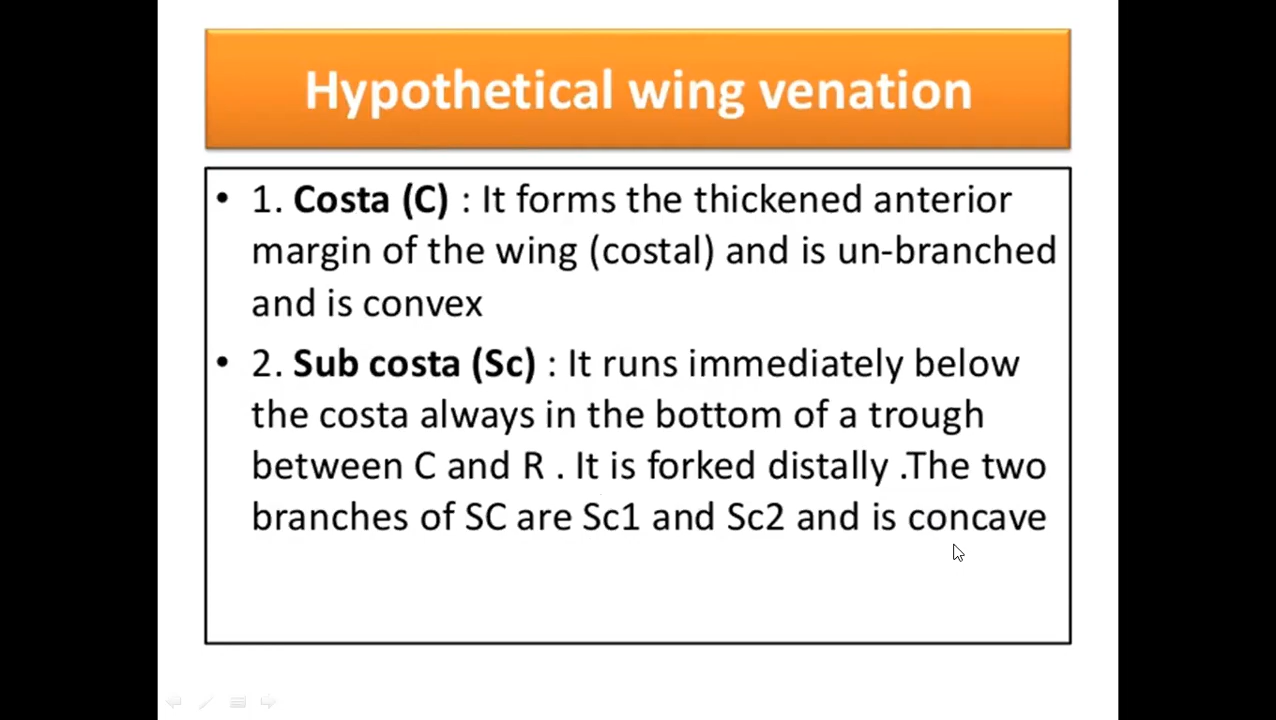 Hypothetical wing venation
• 1. Costa (C) : It forms the thickened anterior
margin of the wing (costal) and is un-branched
and is convex
• 2. Sub costa (Sc) : It runs immediately below
the costa always in the bottom of a trough
between C and R . It is forked distally .The two
branches of SC are Sc1 and Sc2 and is concave